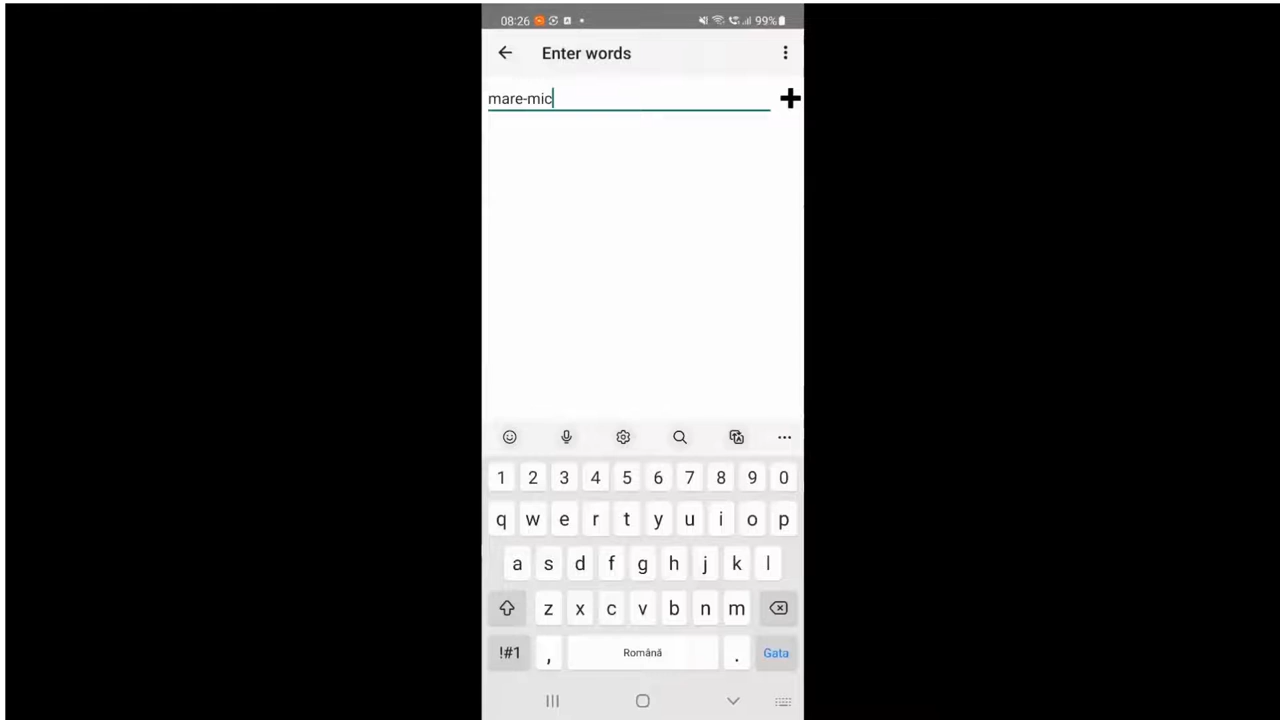 08:26 99%
Enter words
mare-mic
1 2 3 4 5 6 7 8 9 0
q w e r t y u i o p
a s d f g h j k l
z x c v b n m
!#1 , Română . Gata